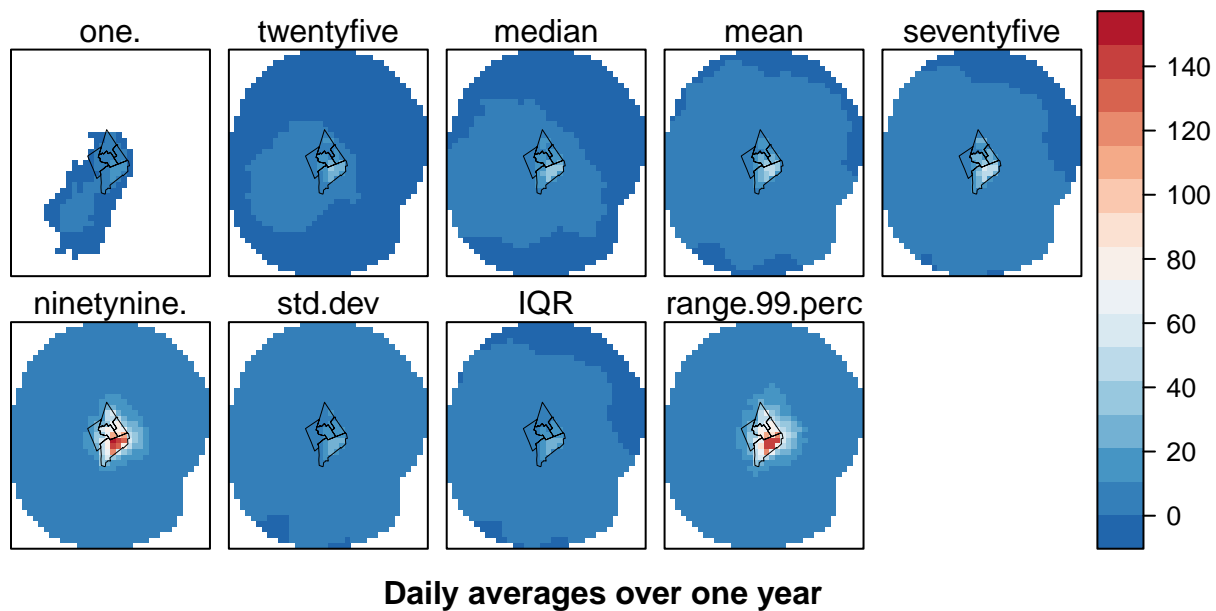 one.
twentyfive
median
mean
seventyfive
ninetynine.
std.dev
IQR
range.99.perc
140
120
100
80
60
40
20
0
Daily averages over one year